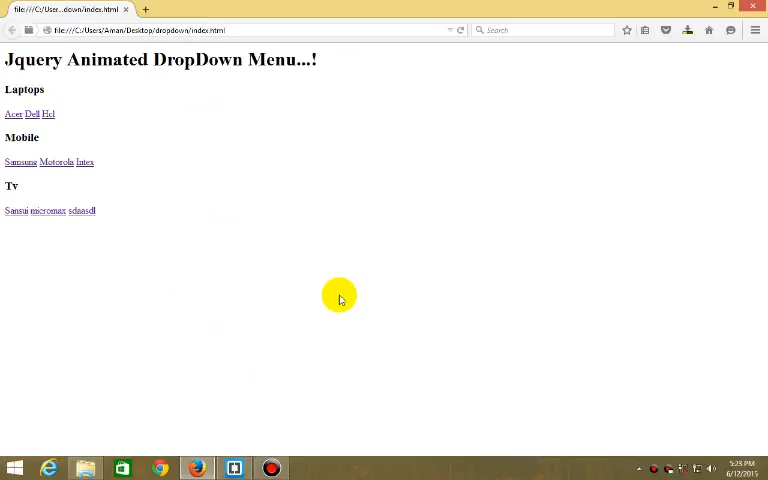 file:///C:/User...down/index.html
file:///C:/Users/Aman/Desktop/dropdown/index.html
Search
Jquery Animated DropDown Menu...!
Laptops
Acer Dell Hcl
Mobile
Samsung Motorola Intex
Tv
Sansui micromax sdaasdl
5:23 PM
6/12/2015